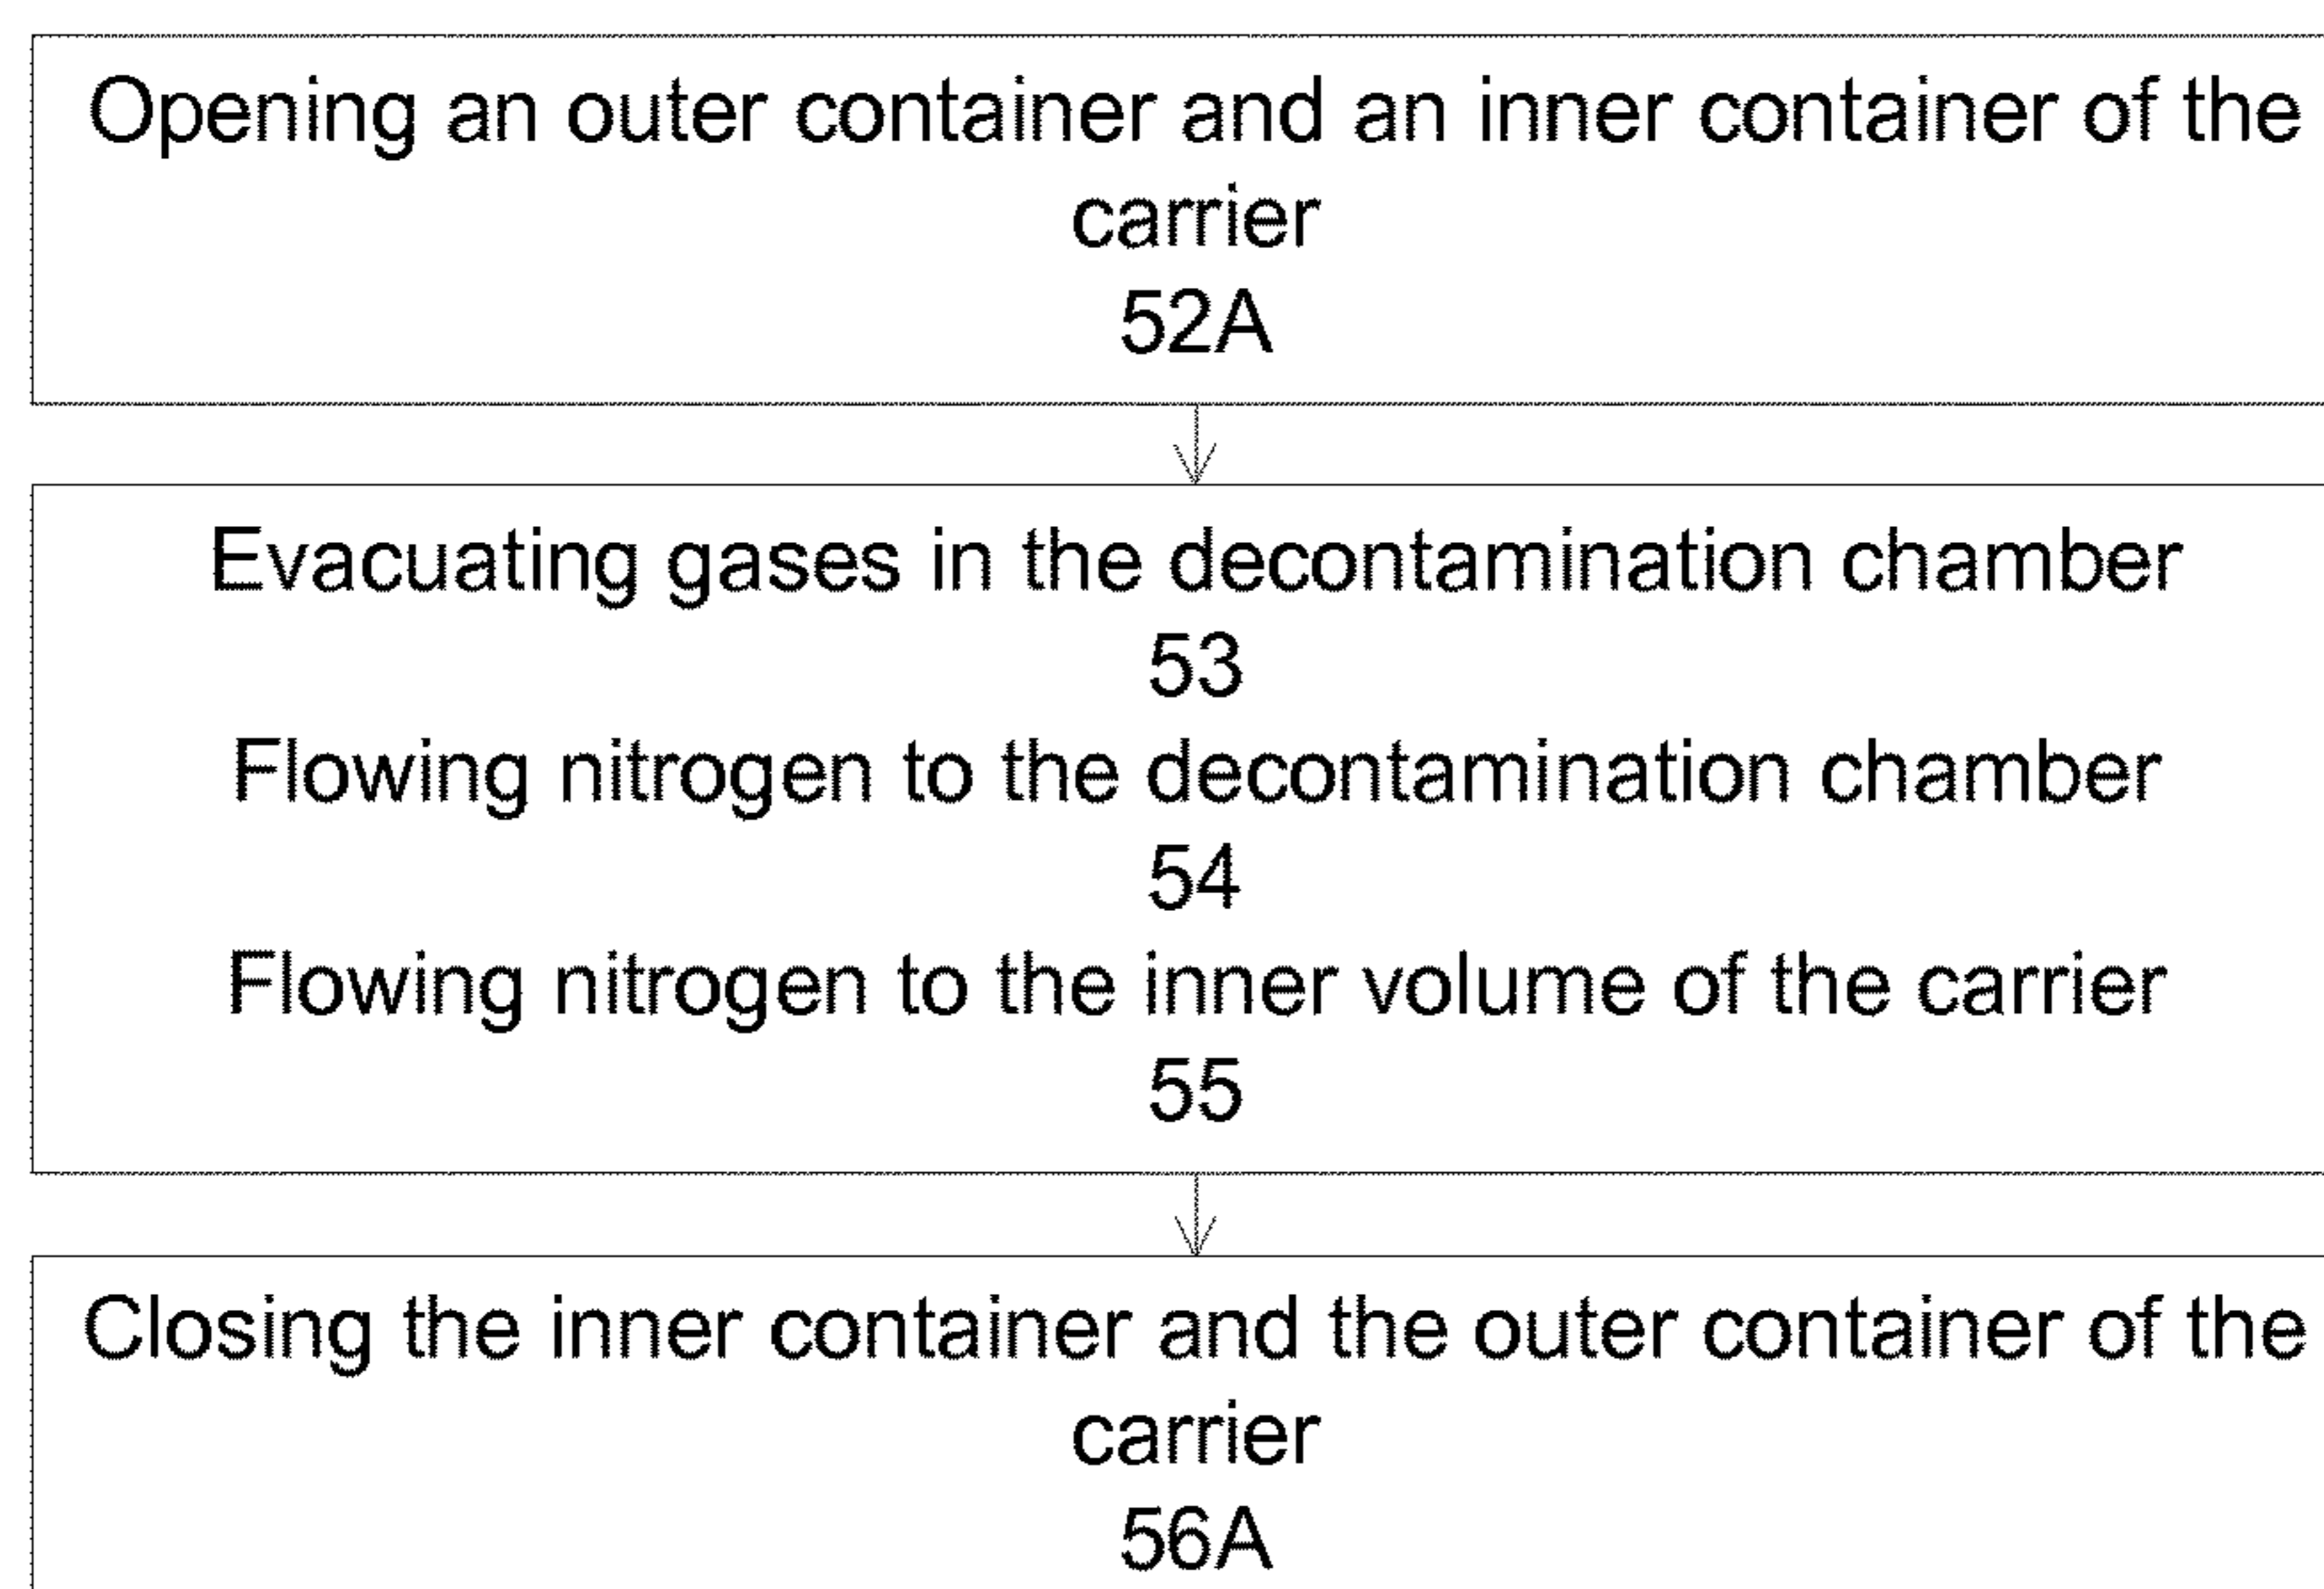 Opening an outer container and an inner container of the
carrier
52A
Evacuating gases in the decontamination chamber
53
Flowing nitrogen to the decontamination chamber
54
Flowing nitrogen to the inner volume of the carrier
55
Closing the inner container and the outer container of the
carrier
56A